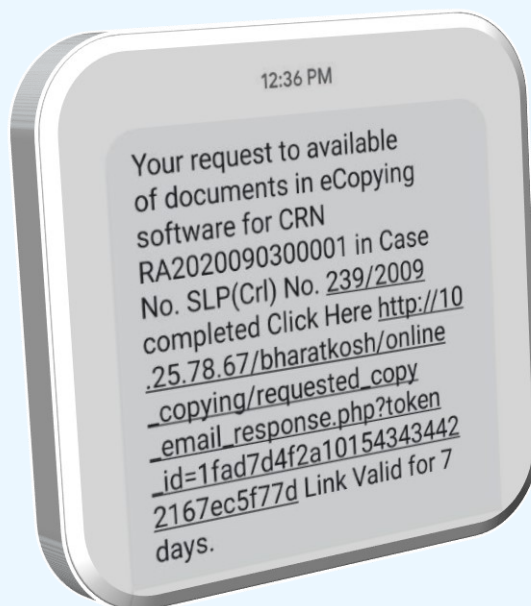 12:36 PM
Your request to available
of documents in eCopying
software for CRN
RA2020090300001 in Case
No. SLP(Crl) No. 239/2009
completed Click Here http://10
.25.78.67/bharatkosh/online
_copying/requested_copy
_email_response.php?token
_id=1fad7d4f2a10154343442
2167ec5f77d Link Valid for 7
days.